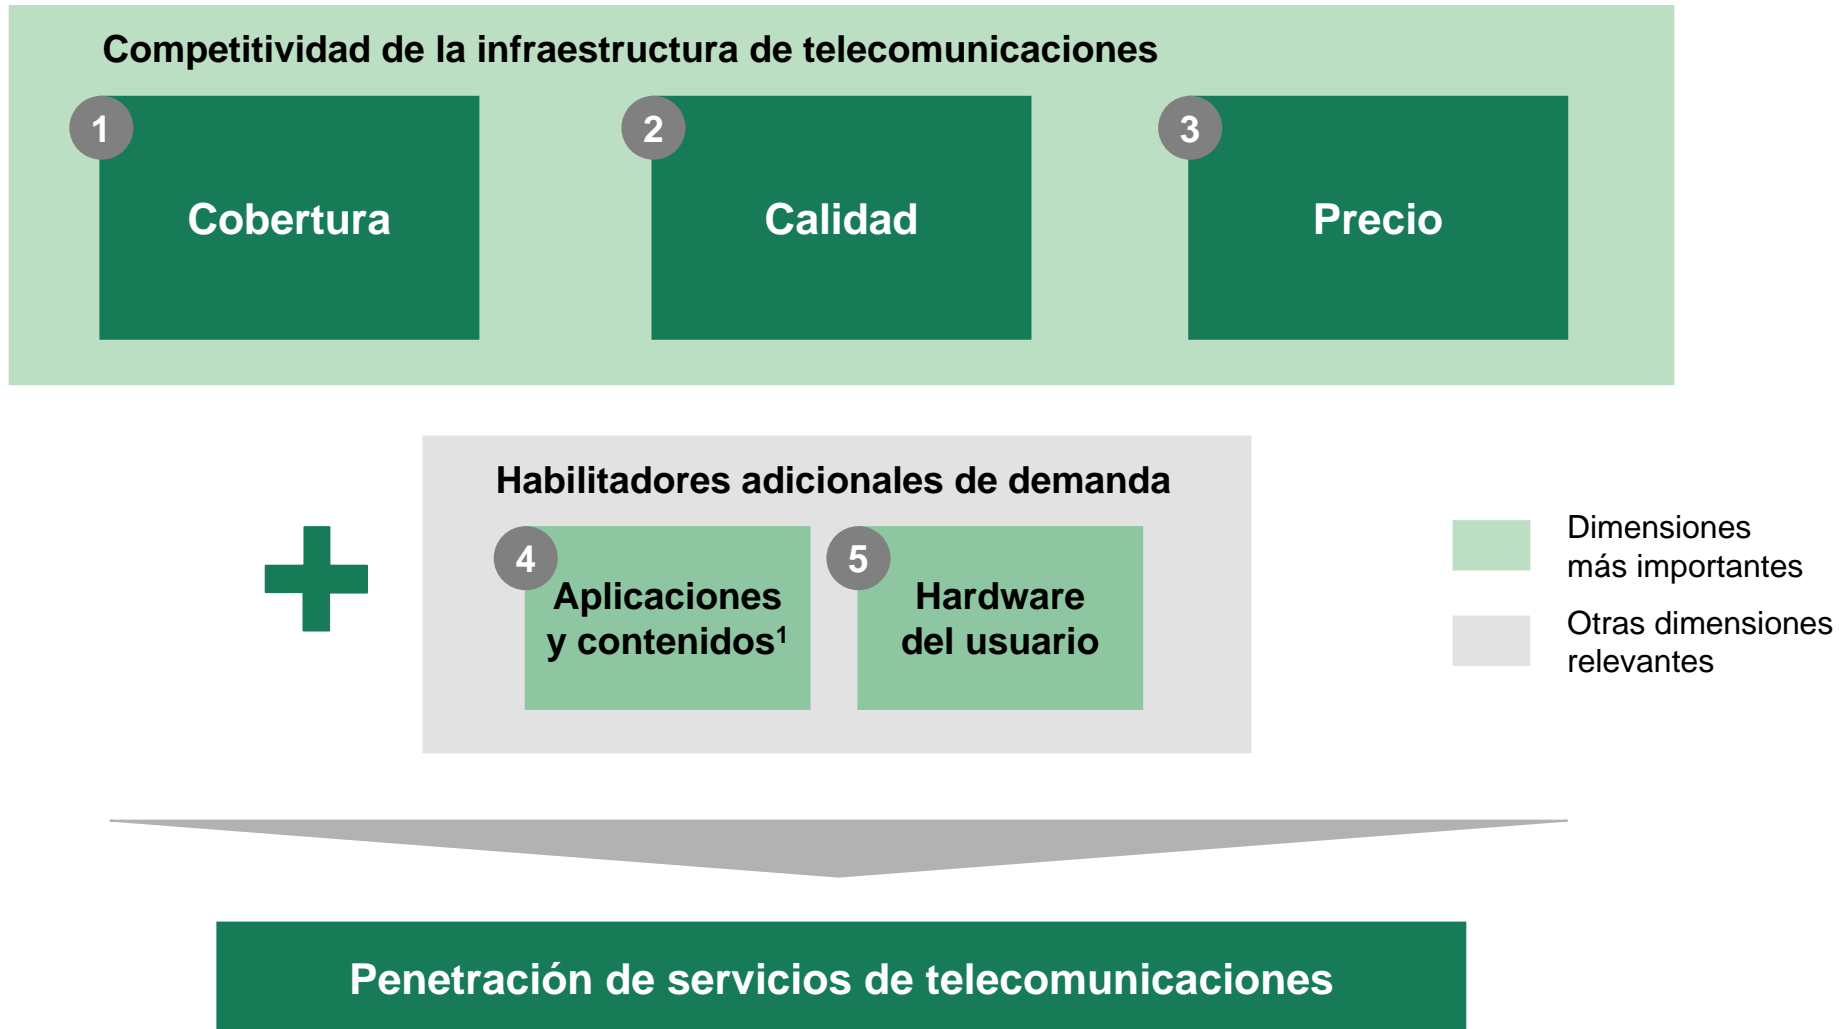 Competitividad de la infraestructura de telecomunicaciones
1
Cobertura
2
Calidad
3
Precio
Habilitadores adicionales de demanda
4
Aplicaciones
y contenidos¹
5
Hardware
del usuario
Dimensiones
más importantes
Otras dimensiones
relevantes
Penetración de servicios de telecomunicaciones